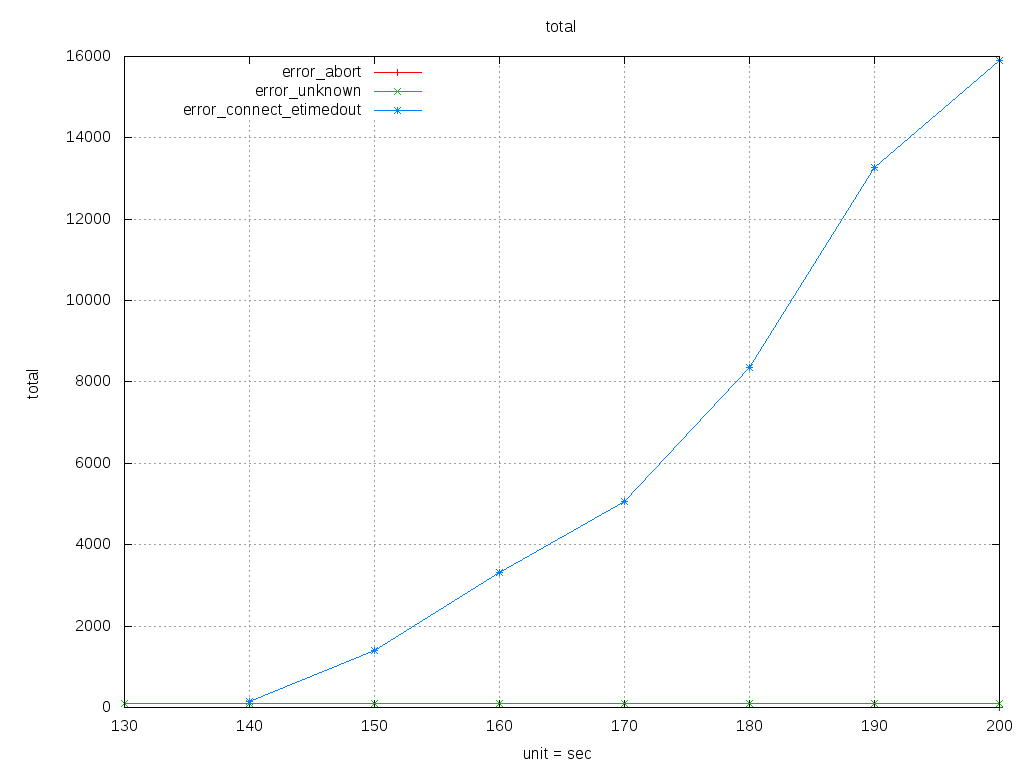 total
error_abort
error_unknown
error_connect_etimedout
16000
14000
12000
10000
8000
6000
4000
2000
0
total
130 140 150 160 170 180 190 200
unit = sec